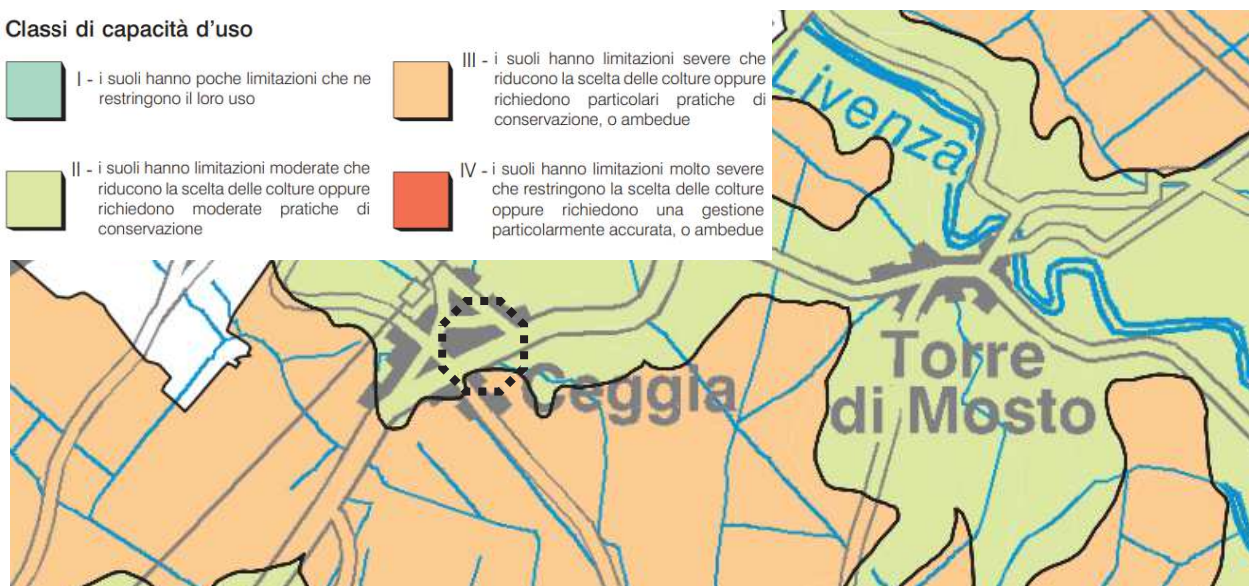 Classi di capacità d'uso
I - i suoli hanno poche limitazioni che ne
restringono il loro uso
II - i suoli hanno limitazioni moderate che
riducono la scelta delle colture oppure
richiedono moderate pratiche di
conservazione
III - i suoli hanno limitazioni severe che
riducono la scelta delle colture oppure
richiedono particolari pratiche di
conservazione, o ambedue
IV - i suoli hanno limitazioni molto severe
che restringono la scelta delle colture
oppure richiedono una gestione
particolarmente accurata, o ambedue
Livenza
Ceggia
Torre
di Mosto